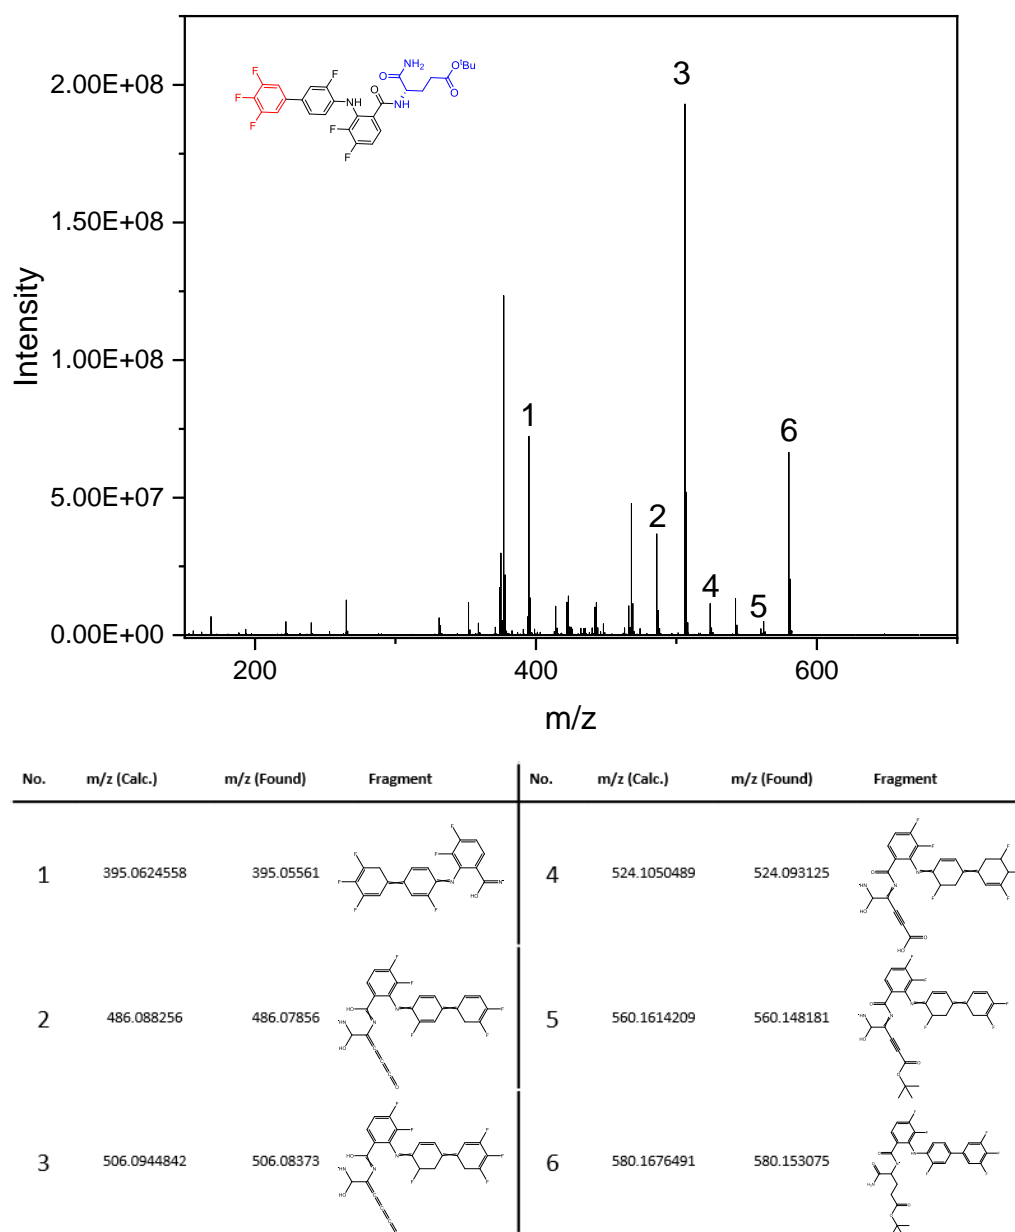 2.00E+08
1.50E+08
1.00E+08
5.00E+07
0.00E+00
Intensity
200
400
600
m/z
3
1
6
2
4
5
F
F
F
F
NH
F
F
O
NH
O
NH2
OtBu
O
No. m/z (Calc.) m/z (Found) Fragment No. m/z (Calc.) m/z (Found) Fragment
1 395.0624558 395.05561 4 524.1050489 524.093125
2 486.088256 486.07856 5 560.1614209 560.148181
3 506.0944842 506.08373 6 580.1676491 580.153075